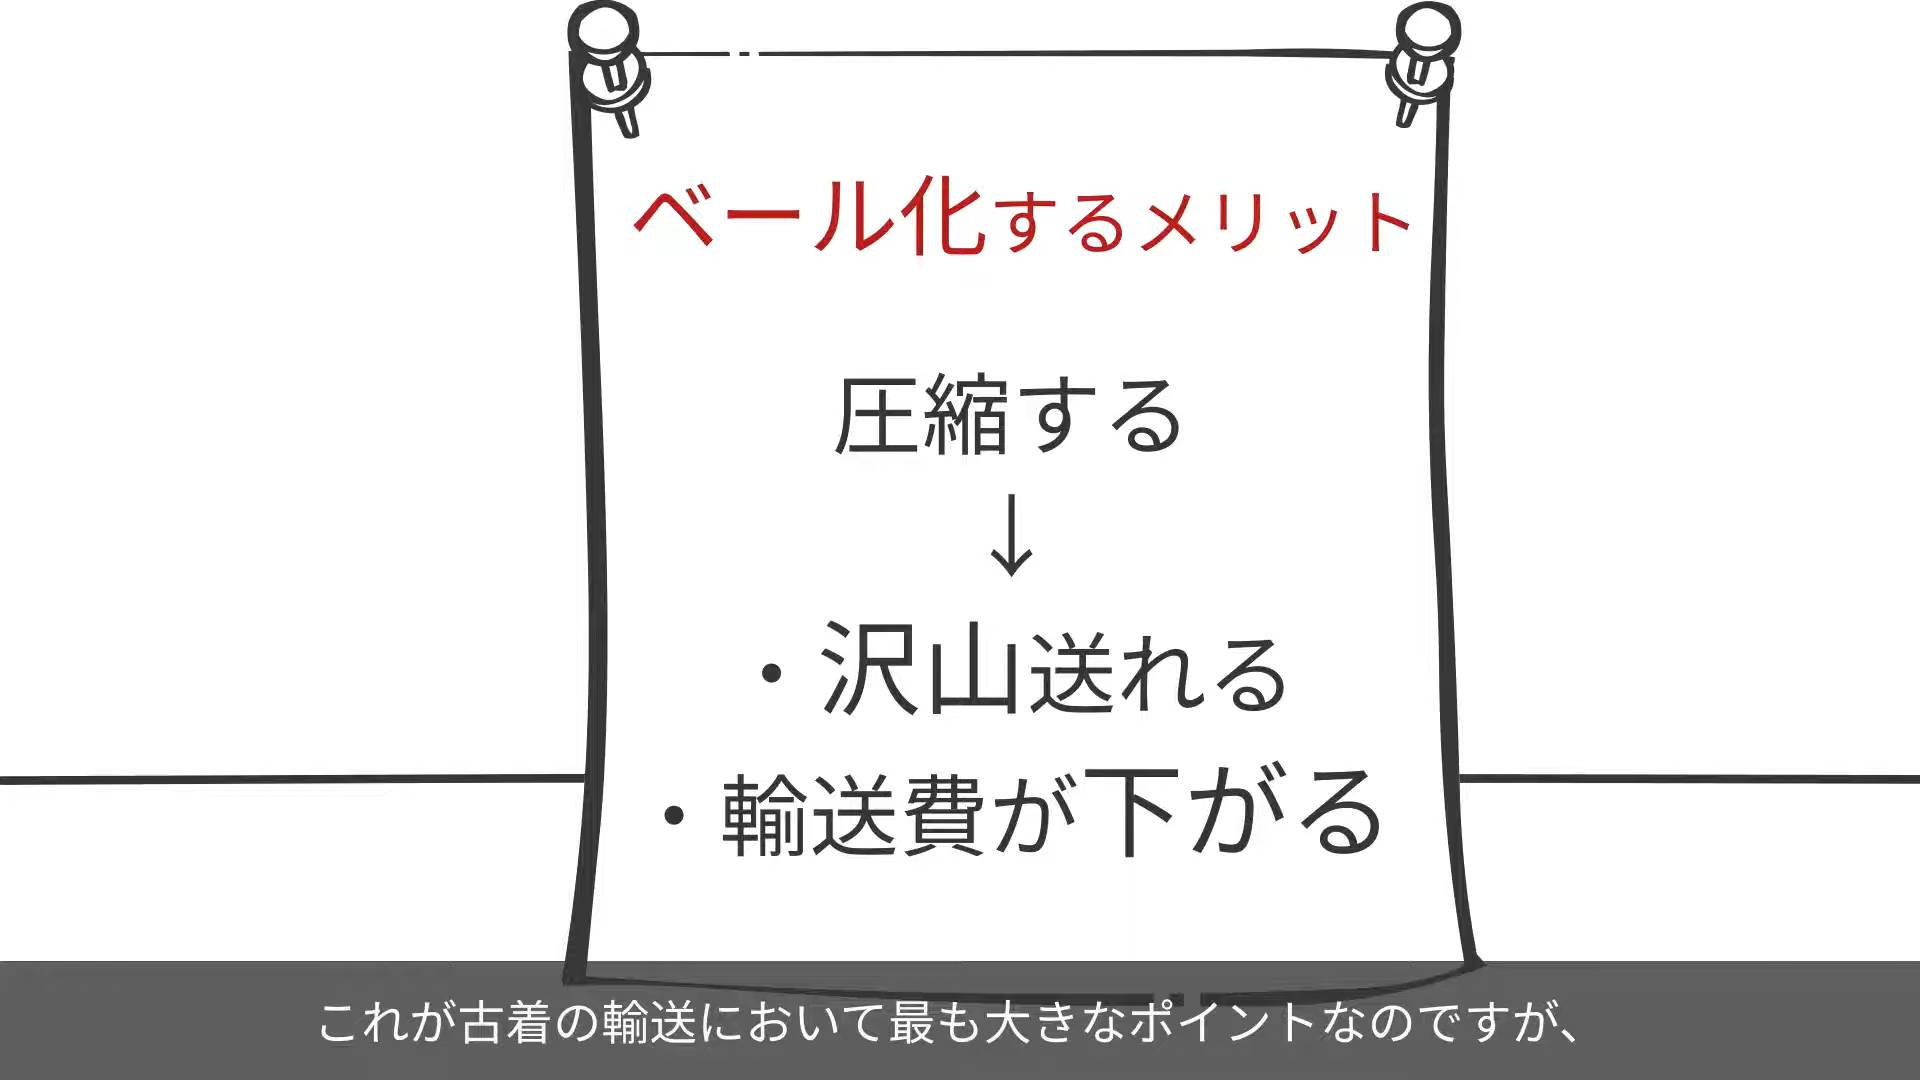 ベール化するメリット
圧縮する
↓
・沢山送れる
・輸送費が下がる
これが古着の輸送において最も大きなポイントなのですが、